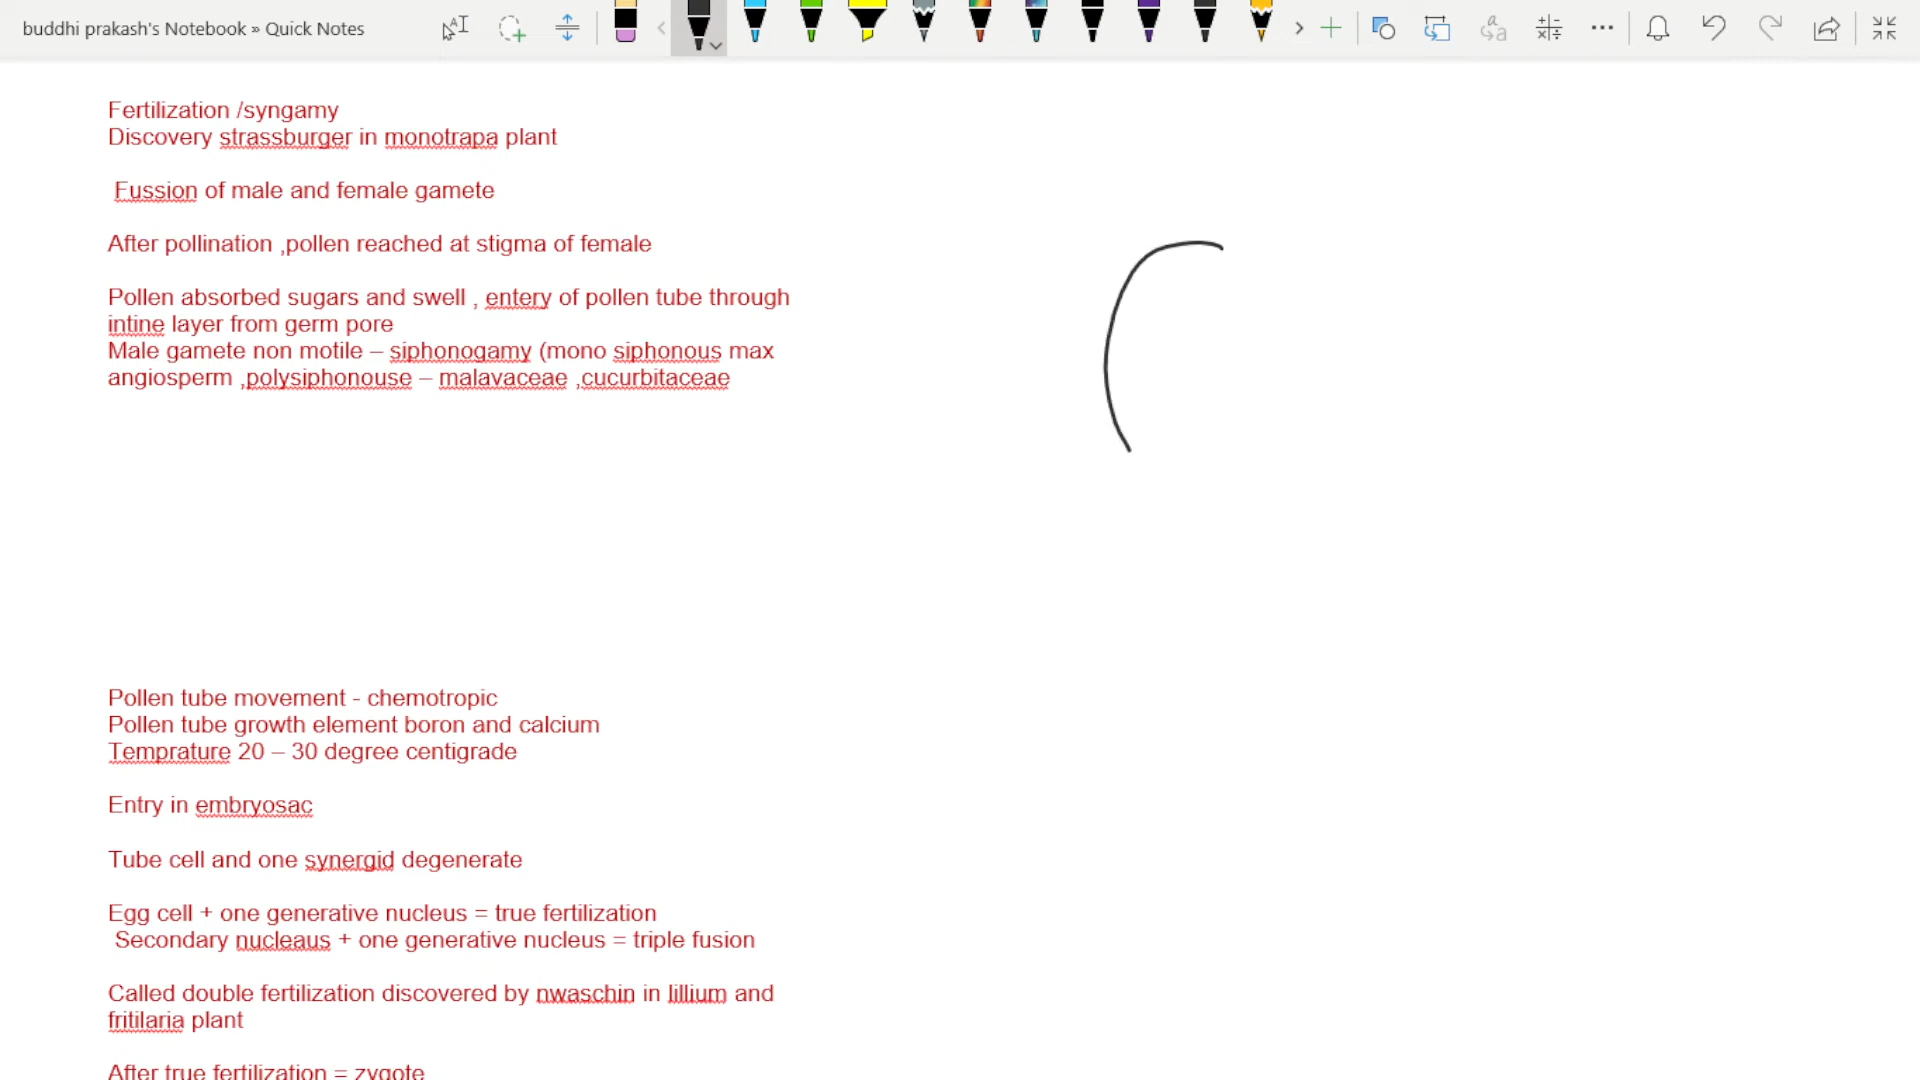 buddhi prakash's Notebook » Quick Notes
Fertilization /syngamy
Discovery strassburger in monotrapa plant
Fussion of male and female gamete
After pollination ,pollen reached at stigma of female
Pollen absorbed sugars and swell , entery of pollen tube through
intine layer from germ pore
Male gamete non motile – siphonogamy (mono siphonous max
angiosperm ,polysiphonouse – malavaceae ,cucurbitaceae
Pollen tube movement - chemotropic
Pollen tube growth element boron and calcium
Temprature 20 – 30 degree centigrade
Entry in embryosac
Tube cell and one synergid degenerate
Egg cell + one generative nucleus = true fertilization
Secondary nucleaus + one generative nucleus = triple fusion
Called double fertilization discovered by nwaschin in lillium and
fritilaria plant
After true fertilization = zygote